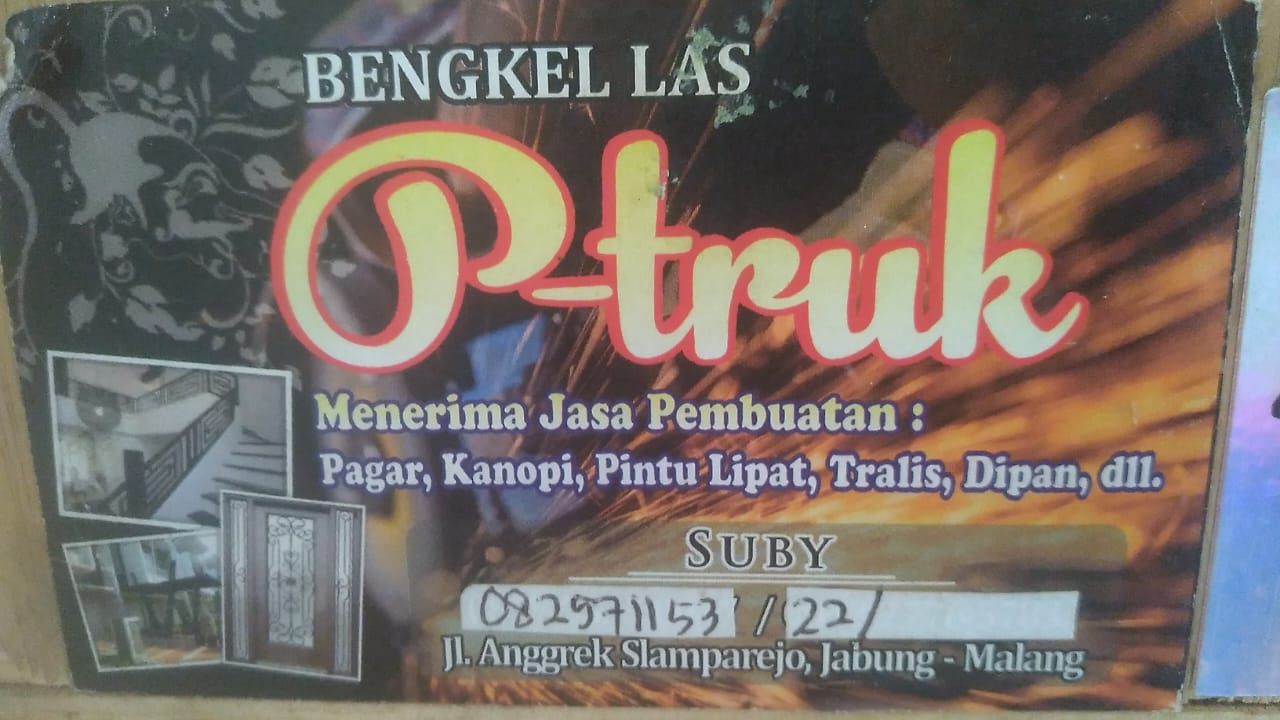 BENGKEL LAS
P-truk
Menerima Jasa Pembuatan :
Pagar, Kanopi, Pintu Lipat, Tralis, Dipan, dll.
SUBY
082971153 / 22/
Jl. Anggrek Slamparejo, Jabung - Malang